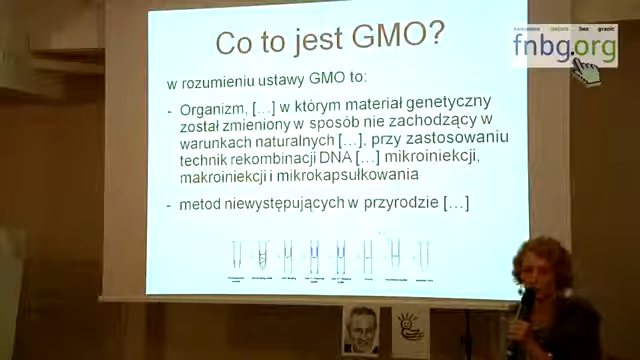 Co to jest GMO?
fnbg.org
w rozumieniu ustawy GMO to:
- Organizm, [...] w którym materiał genetyczny
został zmieniony w sposób nie zachodzący w
warunkach naturalnych [...], przy zastosowaniu
technik rekombinacji DNA [...] mikroiniekcji,
makroiniekcji i mikrokapsułkowania
- metod niewystępujących w przyrodzie [...]